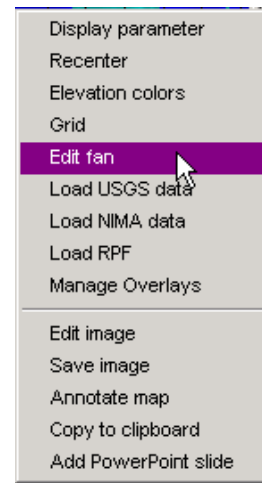 Display parameter
Recenter
Elevation colors
Grid
Edit fan
Load USGS data
Load NIMA data
Load RPF
Manage Overlays
Edit image
Save image
Annotate map
Copy to clipboard
Add PowerPoint slide